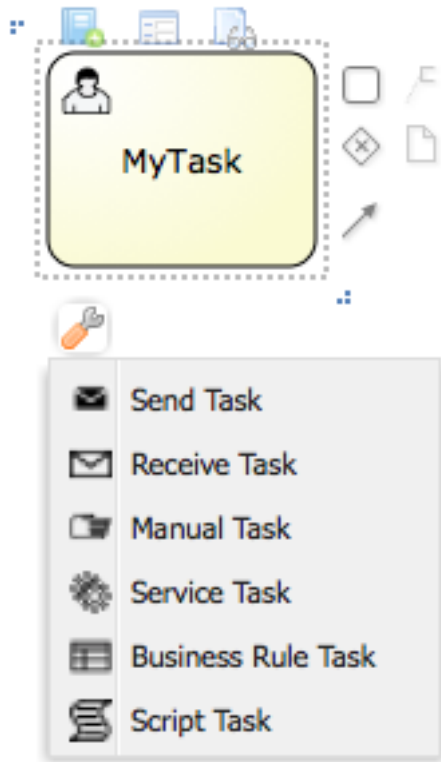 MyTask
Send Task
Receive Task
Manual Task
Service Task
Business Rule Task
Script Task